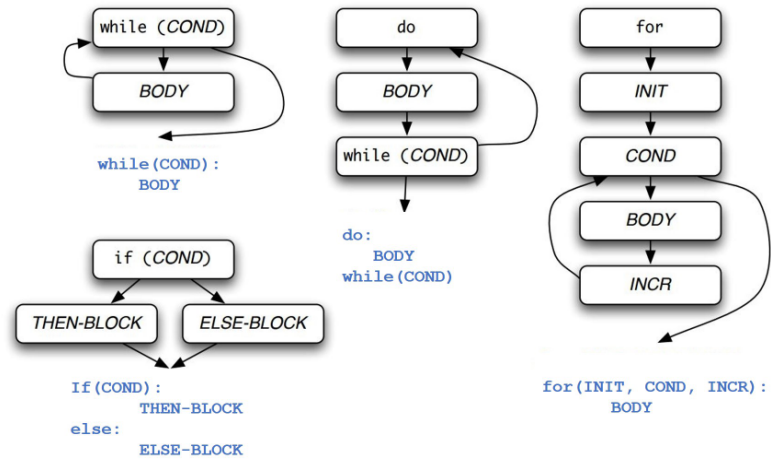 while (COND)
BODY
while(COND):
BODY
do
BODY
while (COND)
do:
BODY
while(COND)
for
INIT
COND
BODY
INCR
for(INIT, COND, INCR):
BODY
if (COND)
THEN-BLOCK ELSE-BLOCK
If(COND):
THEN-BLOCK
else:
ELSE-BLOCK